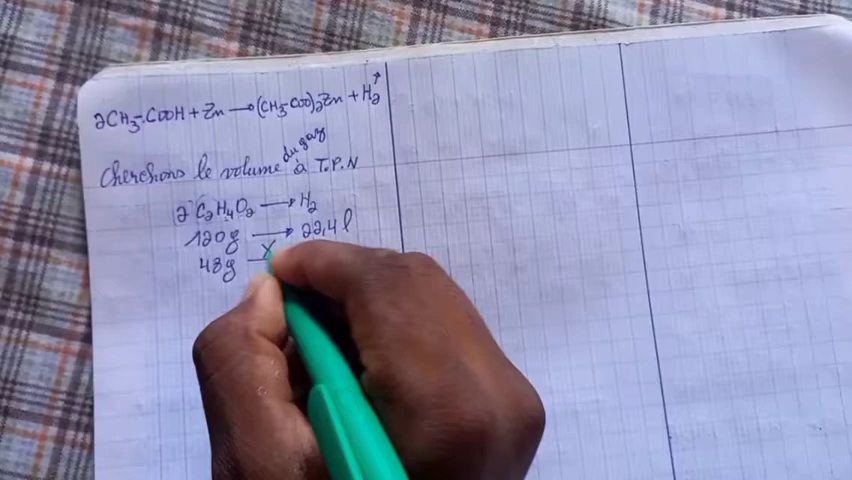 2CH₃-COOH + Zn ⟶ (CH₃-COO)₂Zn + H₂↑
Cherchons le volume du gaz à T.P.N
2C₂H₄O₂ ⟶ H₂
120g ⟶ 22,4 l
48g